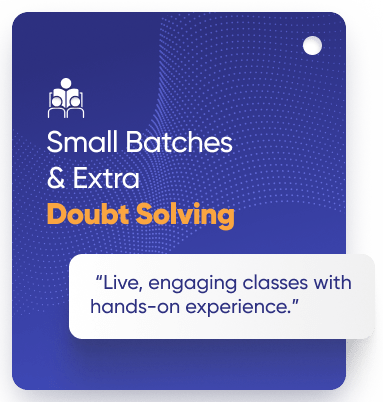 Small Batches
& Extra
Doubt Solving
“Live, engaging classes with
hands-on experience.”